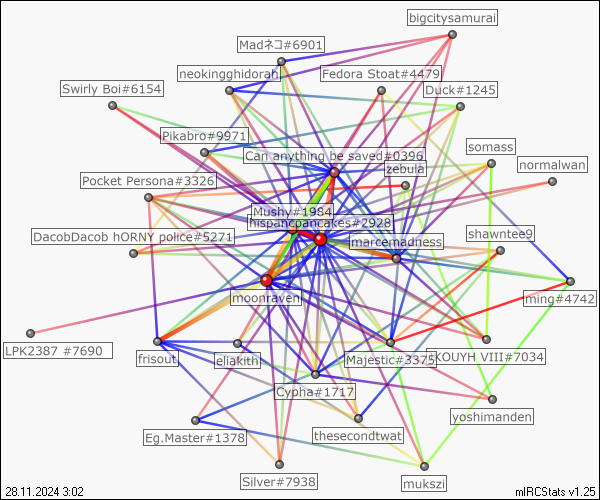 bigcitysamurai
Madネコ#6901
neokingghidorah
Fedora Stoat#4479
Swirly Boi#6154
Duck#1245
Pikabro#9971
somass
Can anything be saved#0396
zebula
normalwan
Pocket Persona#3326
Mushy#1984
hispancpancakes#2928
shawntee9
DacobDacob hORNY police#5271
marcemadness
moonraven
ming#4742
LPK2387 #7690
frisout
eliakith
Majestic#3375
KOUYH VIII#7034
Cypha#1717
yoshimanden
Eg.Master#1378
thesecondtwat
Silver#7938
mukszi
28.11.2024 3:02
mIRCStats v1.25